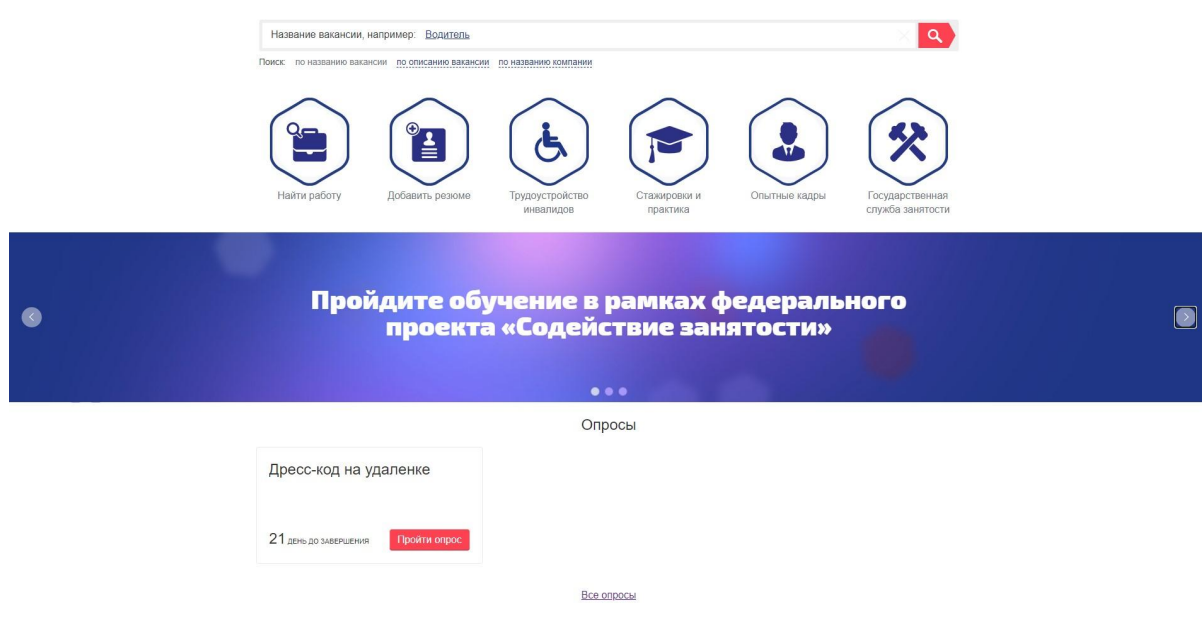 Название вакансии, например: Водитель
Поиск: по названию вакансии по описанию вакансии по названию компании
Найти работу
Добавить резюме
Трудоустройство
инвалидов
Стажировки и
практика
Опытные кадры
Государственная
служба занятости
Пройдите обучение в рамках федерального
проекта «Содействие занятости»
Опросы
Дресс-код на удаленке
21 ДЕНЬ ДО ЗАВЕРШЕНИЯ
Пройти опрос
Все опросы